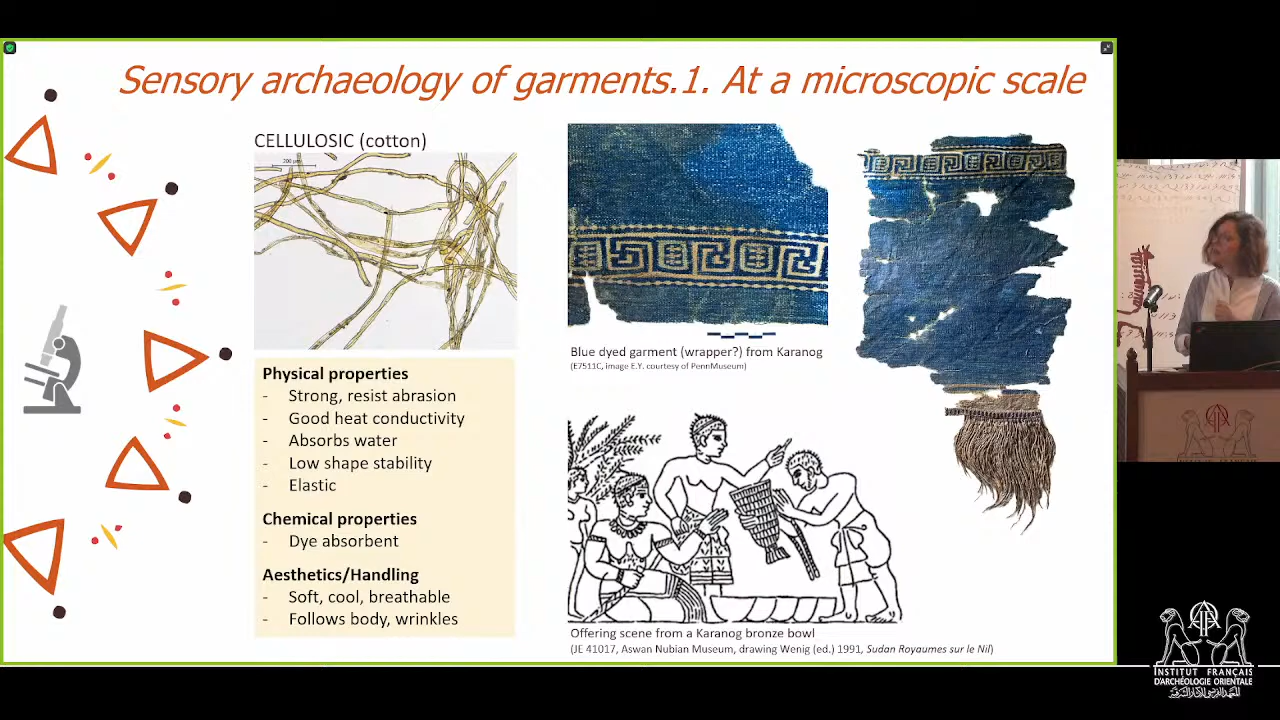 Sensory archaeology of garments.1. At a microscopic scale
CELLULOSIC (cotton)
200 µm
Physical properties
- Strong, resist abrasion
- Good heat conductivity
- Absorbs water
- Low shape stability
- Elastic
Chemical properties
- Dye absorbent
Aesthetics/Handling
- Soft, cool, breathable
- Follows body, wrinkles
Blue dyed garment (wrapper?) from Karanog
(E7511C, image E.Y. courtesy of PennMuseum)
Offering scene from a Karanog bronze bowl
(JE 41017, Aswan Nubian Museum, drawing Wenig (ed.) 1991, Sudan Royaumes sur le Nil)
INSTITUT FRANÇAIS
D'ARCHÉOLOGIE ORIENTALE